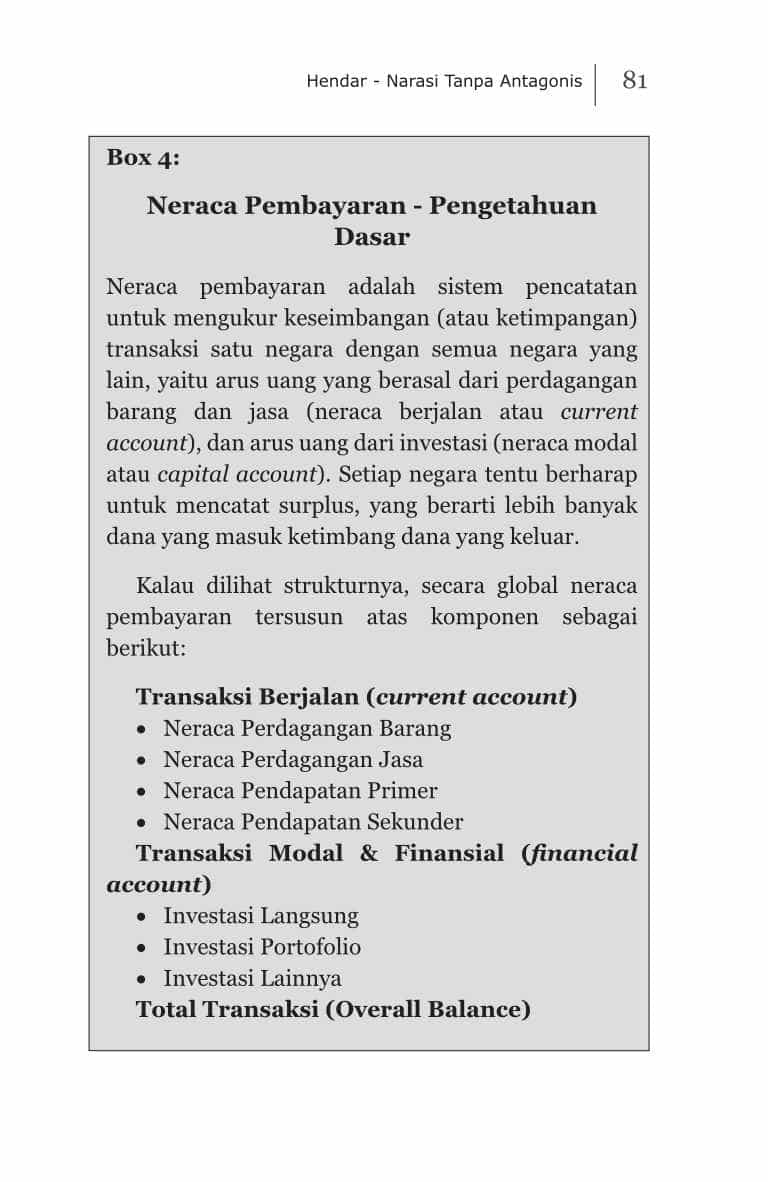 Hendar - Narasi Tanpa Antagonis 81
Box 4:
Neraca Pembayaran - Pengetahuan
Dasar
Neraca pembayaran adalah sistem pencatatan
untuk mengukur keseimbangan (atau ketimpangan)
transaksi satu negara dengan semua negara yang
lain, yaitu arus uang yang berasal dari perdagangan
barang dan jasa (neraca berjalan atau current
account), dan arus uang dari investasi (neraca modal
atau capital account). Setiap negara tentu berharap
untuk mencatat surplus, yang berarti lebih banyak
dana yang masuk ketimbang dana yang keluar.
Kalau dilihat strukturnya, secara global neraca
pembayaran tersusun atas komponen sebagai
berikut:
Transaksi Berjalan (current account)
• Neraca Perdagangan Barang
• Neraca Perdagangan Jasa
• Neraca Pendapatan Primer
• Neraca Pendapatan Sekunder
Transaksi Modal & Finansial (financial
account)
• Investasi Langsung
• Investasi Portofolio
• Investasi Lainnya
Total Transaksi (Overall Balance)